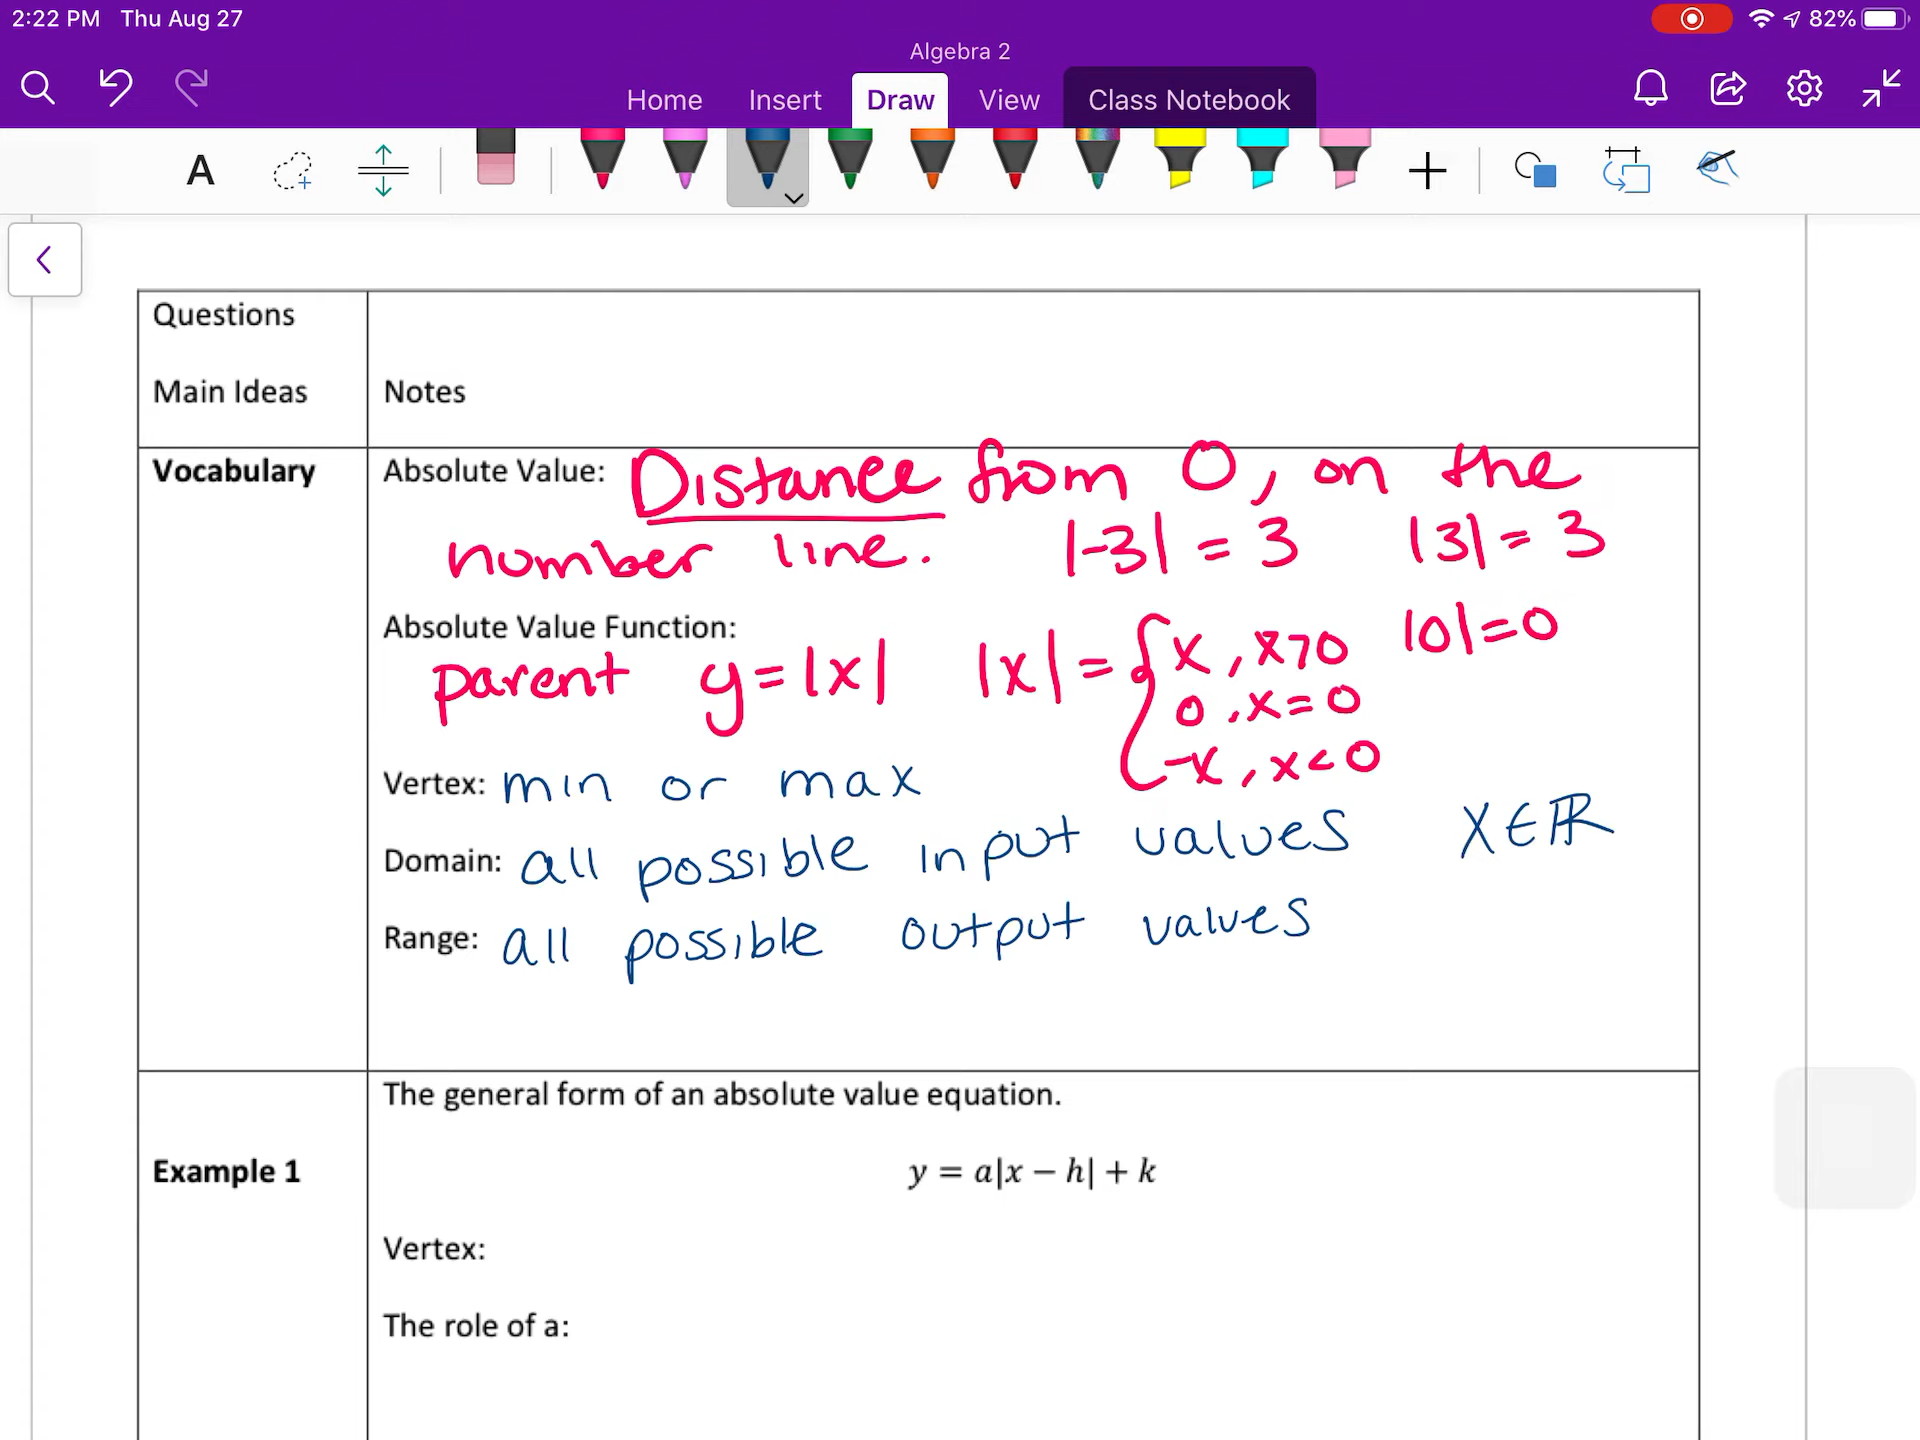 2:22 PM Thu Aug 27
82%
Algebra 2
Home Insert Draw View Class Notebook
A
Questions
Main Ideas
Notes
Vocabulary
Absolute Value: Distance from 0, on the
number line. |-3| = 3 |3| = 3
Absolute Value Function:
|0|=0
parent y=|x| |x|={x, x>0
0, x=0
-x, x<0
Vertex: min or max
Domain: all possible input values X∈ℝ
Range: all possible output values
The general form of an absolute value equation.
Example 1
y = a|x − h| + k
Vertex:
The role of a: